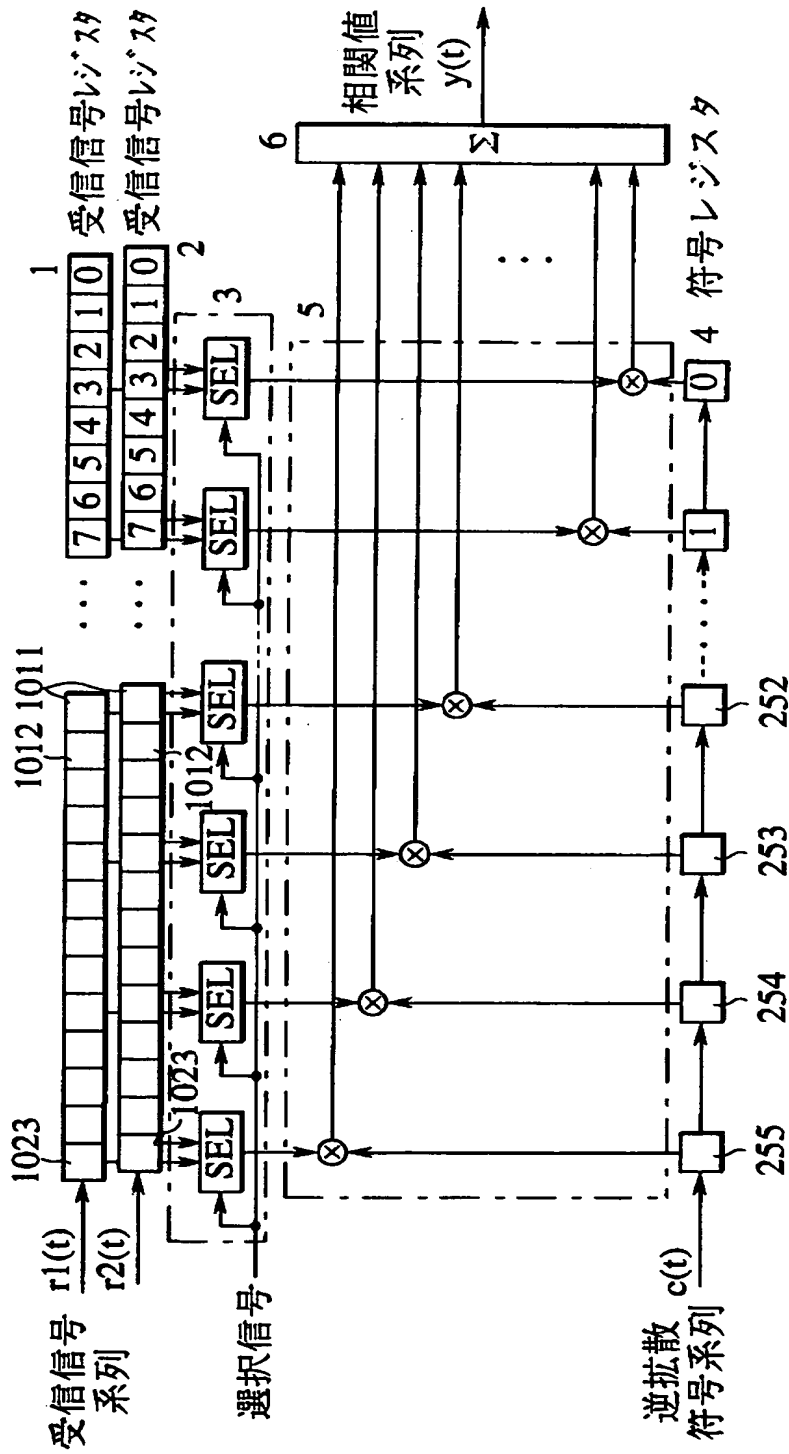 受信信号
系列
r1(t)
r2(t)
1023
1012
1011
1
受信信号レジスタ
7 6 5 4 3 2 1 0
受信信号レジスタ
7 6 5 4 3 2 1 0
2
1023
1012
3
SEL SEL SEL SEL SEL SEL
選択信号
5
6
Σ
相関値
系列
y(t)
逆拡散
符号系列
c(t)
255
254
253
252
1
0
4 符号レジスタ